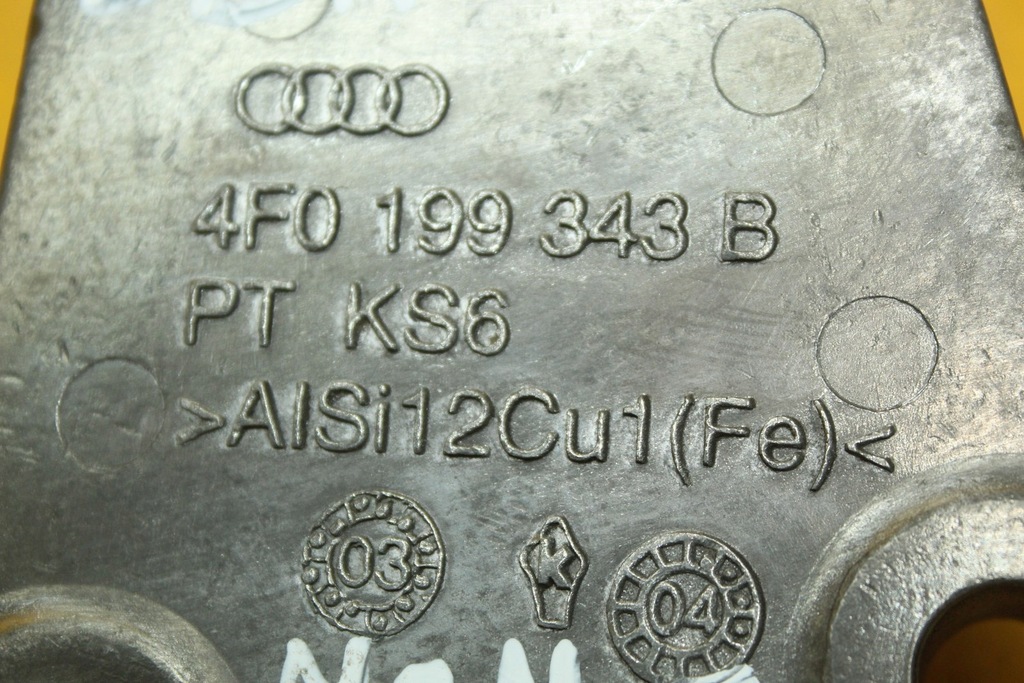 4F0 199 343 B
PT KS6
>AlSi12Cu1(Fe)<
03 K 04